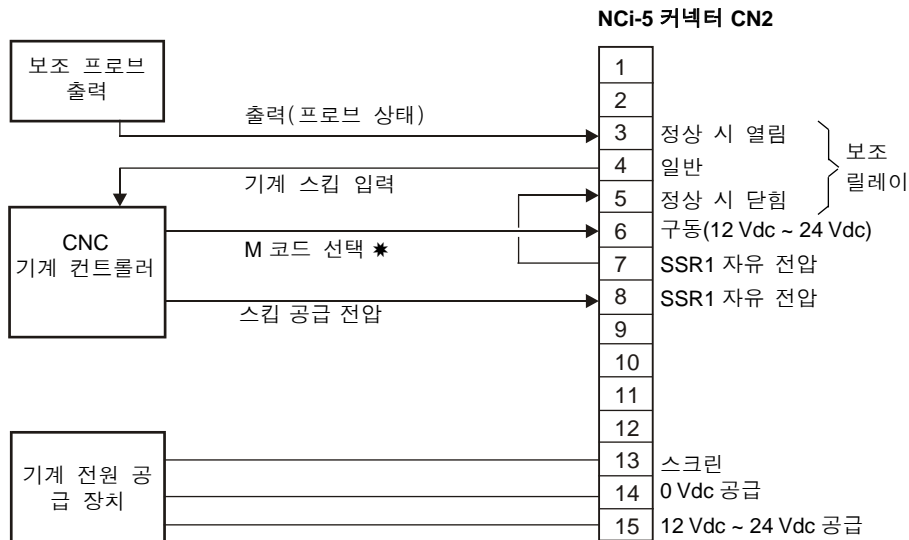 NCi-5 커넥터 CN2
보조 프로브
출력
1
2
출력(프로브 상태)
3 정상 시 열림
4 일반
보조
릴레이
기계 스킵 입력
5 정상 시 닫힘
CNC
기계 컨트롤러
6 구동(12 Vdc ~ 24 Vdc)
M 코드 선택 ✷
7 SSR1 자유 전압
8 SSR1 자유 전압
스킵 공급 전압
9
10
11
12
기계 전원 공
급 장치
13 스크린
14 0 Vdc 공급
15 12 Vdc ~ 24 Vdc 공급